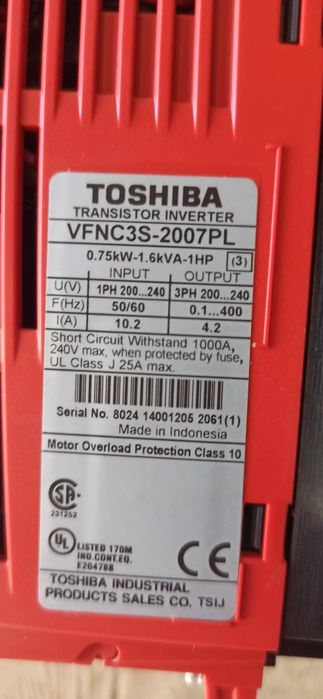 TOSHIBA
TRANSISTOR INVERTER
VFNC3S-2007PL
0.75kW-1.6kVA-1HP (3)
INPUT OUTPUT
U(V) 1PH 200...240 3PH 200...240
F(Hz) 50/60 0.1...400
I(A) 10.2 4.2
Short Circuit Withstand 1000A,
240V max, when protected by fuse,
UL Class J 25A max.
Serial No. 8024 14001205 2061(1)
Made in Indonesia
Motor Overload Protection Class 10
SA
231252
UL LISTED 170M
IND.CONT.EQ.
E204788
CE
TOSHIBA INDUSTRIAL
PRODUCTS SALES CO. TSIJ